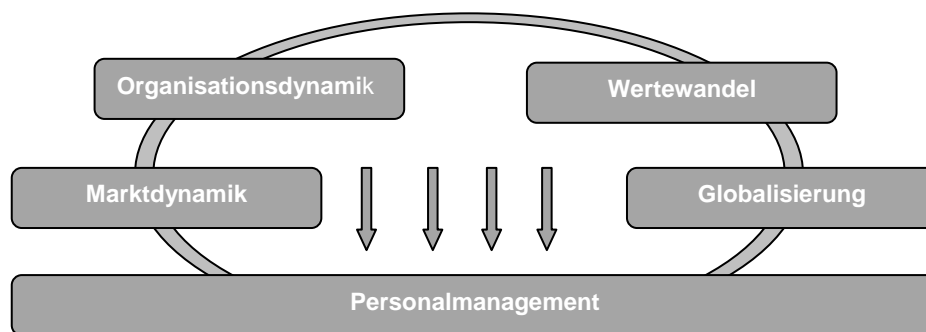 Organisationsdynamik
Wertewandel
Marktdynamik
Globalisierung
Personalmanagement